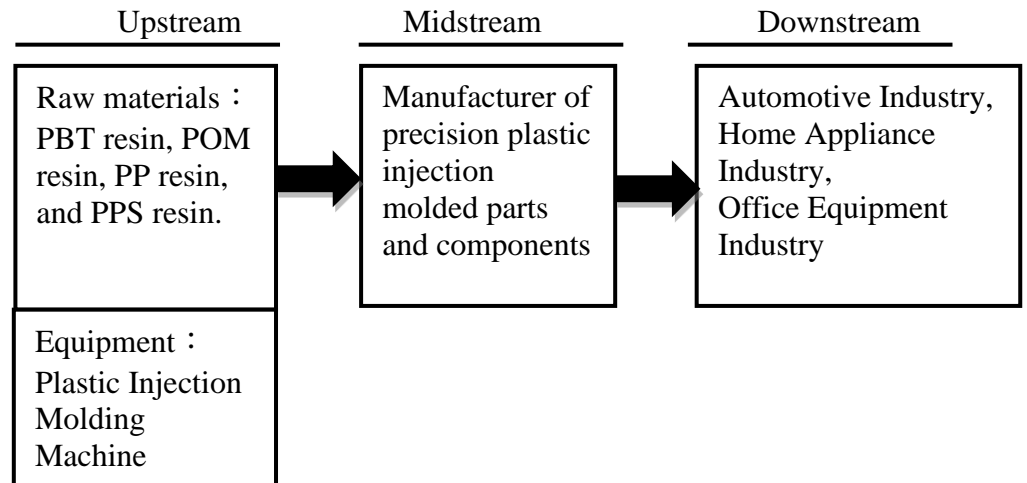 Upstream
Midstream
Downstream
Raw materials：
PBT resin, POM
resin, PP resin,
and PPS resin.
Manufacturer of
precision plastic
injection
molded parts
and components
Automotive Industry,
Home Appliance
Industry,
Office Equipment
Industry
Equipment：
Plastic Injection
Molding
Machine